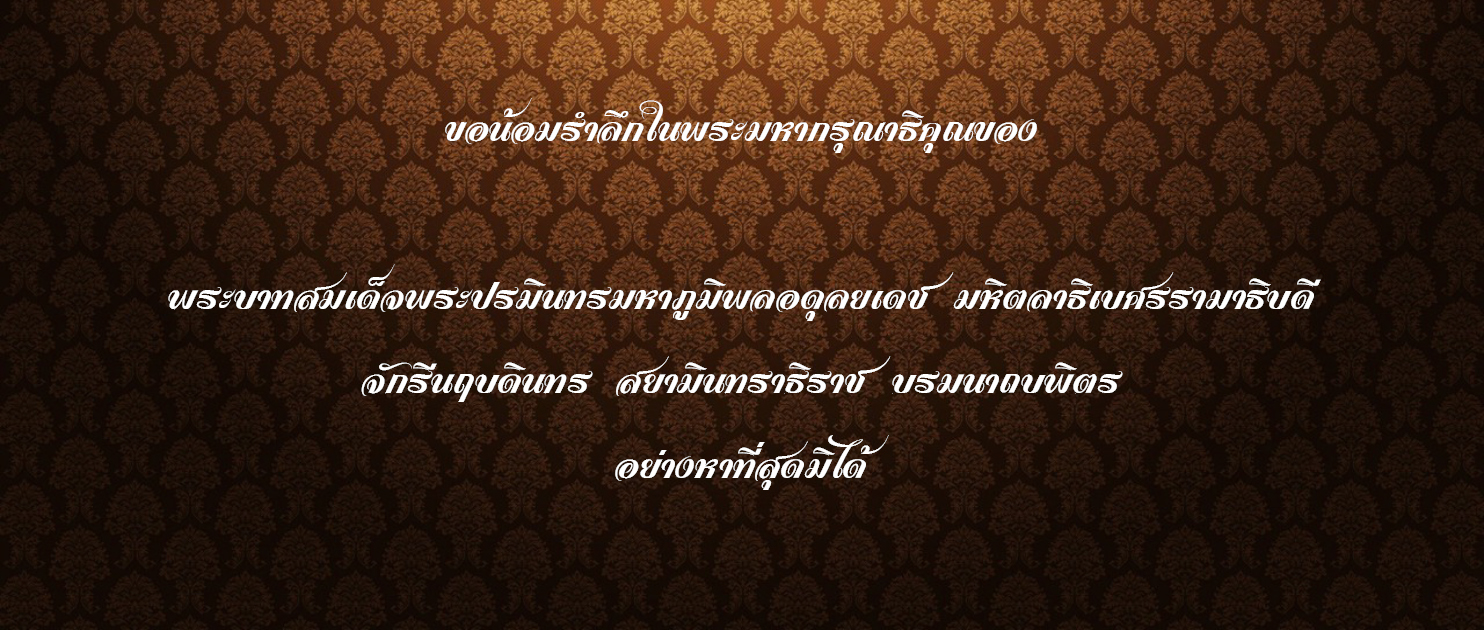 ขอน้อมรำลึกในพระมหากรุณาธิคุณของ
พระบาทสมเด็จพระปรมินทรมหาภูมิพลอดุลยเดช มหิตลาธิเบศรรามาธิบดี
จักรีนฤบดินทร สยามินทราธิราช บรมนาถบพิตร
อย่างหาที่สุดมิได้